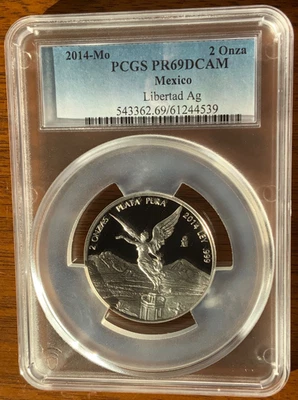 2014-Mo 2 Onza
PCGS PR69DCAM
Mexico
Libertad Ag
543362.69/61244539
2 ONZAS PLATA PURA 2014 LEY .999